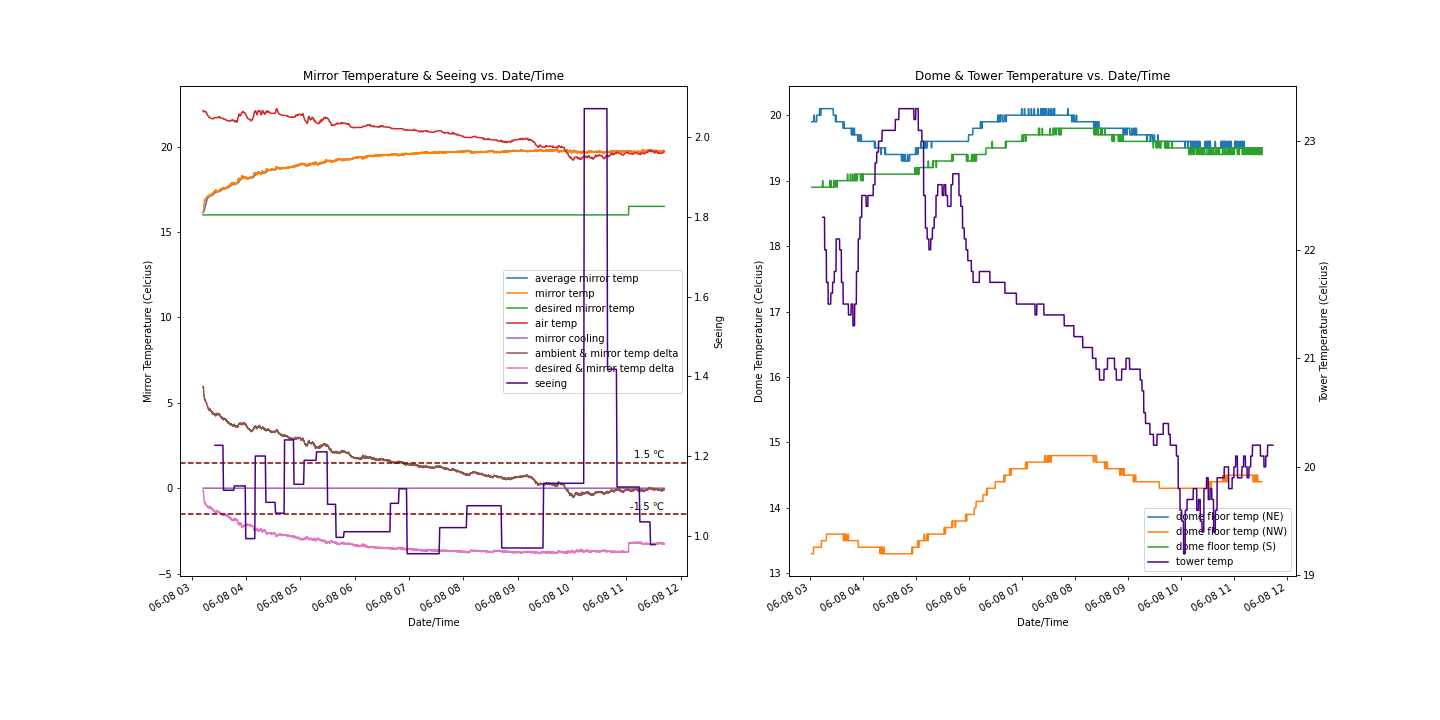 Mirror Temperature & Seeing vs. Date/Time
Mirror Temperature (Celcius)
20
15
10
5
0
−5
2.0
1.8
1.6
1.4
1.2
1.0
Seeing
average mirror temp
mirror temp
desired mirror temp
air temp
mirror cooling
ambient & mirror temp delta
desired & mirror temp delta
seeing
1.5 ℃
-1.5 ℃
06-08 03
06-08 04
06-08 05
06-08 06
06-08 07
06-08 08
06-08 09
06-08 10
06-08 11
06-08 12
Date/Time
Dome & Tower Temperature vs. Date/Time
Dome Temperature (Celcius)
20
19
18
17
16
15
14
13
23
22
21
20
19
Tower Temperature (Celcius)
dome floor temp (NE)
dome floor temp (NW)
dome floor temp (S)
tower temp
06-08 03
06-08 04
06-08 05
06-08 06
06-08 07
06-08 08
06-08 09
06-08 10
06-08 11
06-08 12
Date/Time